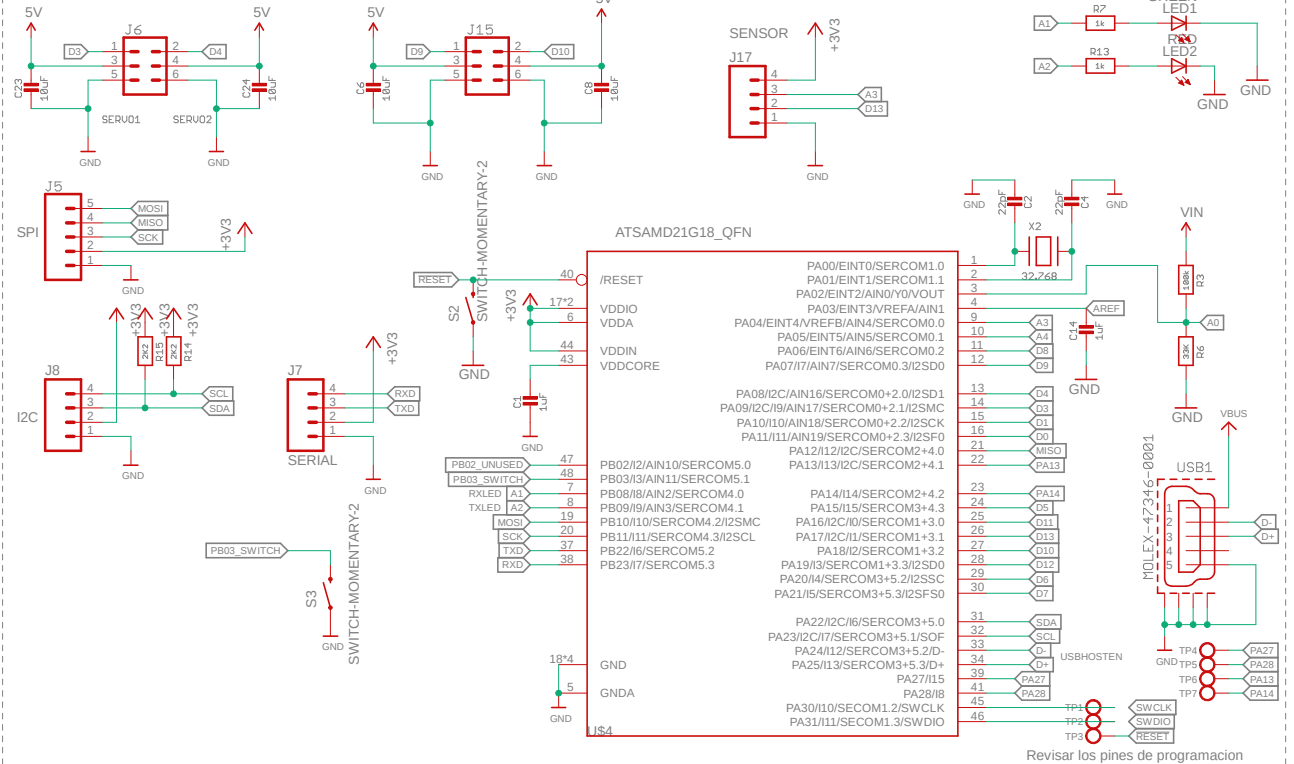 5V
5V
5V
5V
J6
J15
D3
1
2
D4
3
4
5
6
C23
10uF
C24
10uF
SERVO1
SERVO2
GND
GND
D9
1
2
D10
3
4
5
6
C6
10uF
C8
10uF
GND
GND
SENSOR
+3V3
J17
4
3
A3
2
D13
1
GND
LED1
A1
R7
1k
RED
LED2
A2
R13
1k
GND
GND
J5
SPI
5
MOSI
4
MISO
3
SCK
2
+3V3
1
GND
+3V3
+3V3
+3V3
2K2
R15
2K2
R14
J8
I2C
4
SCL
3
SDA
2
1
GND
J7
+3V3
4
RXD
3
TXD
2
1
SERIAL
GND
SWITCH-MOMENTARY-2
RESET
S2
GND
+3V3
C1
1uF
GND
PB03_SWITCH
S3
SWITCH-MOMENTARY-2
GND
ATSAMD21G18_QFN
40
/RESET
17*2
VDDIO
6
VDDA
44
VDDIN
43
VDDCORE
PB02_UNUSED
47
PB02/I2/AIN10/SERCOM5.0
PB03_SWITCH
48
PB03/I3/AIN11/SERCOM5.1
RXLED
A1
7
PB08/I8/AIN2/SERCOM4.0
TXLED
A2
8
PB09/I9/AIN3/SERCOM4.1
MOSI
19
PB10/I10/SERCOM4.2/I2SMC
SCK
20
PB11/I11/SERCOM4.3/I2SCL
TXD
37
PB22/I6/SERCOM5.2
RXD
38
PB23/I7/SERCOM5.3
18*4
GND
5
GNDA
GND
U$4
PA00/EINT0/SERCOM1.0
1
PA01/EINT1/SERCOM1.1
2
PA02/EINT2/AIN0/Y0/VOUT
3
PA03/EINT3/VREFA/AIN1
4
AREF
PA04/EINT4/VREFB/AIN4/SERCOM0.0
9
A3
PA05/EINT5/AIN5/SERCOM0.1
10
A4
PA06/EINT6/AIN6/SERCOM0.2
11
D8
PA07/I7/AIN7/SERCOM0.3/I2SD0
12
D9
PA08/I2C/AIN16/SERCOM0+2.0/I2SD1
13
D4
PA09/I2C/I9/AIN17/SERCOM0+2.1/I2SMC
14
D3
PA10/I10/AIN18/SERCOM0+2.2/I2SCK
15
D1
PA11/I11/AIN19/SERCOM0+2.3/I2SF0
16
D0
PA12/I12/I2C/SERCOM2+4.0
21
MISO
PA13/I13/I2C/SERCOM2+4.1
22
PA13
PA14/I14/SERCOM2+4.2
23
PA14
PA15/I15/SERCOM3+4.3
24
D5
PA16/I2C/I0/SERCOM1+3.0
25
D11
PA17/I2C/I1/SERCOM1+3.1
26
D13
PA18/I2/SERCOM1+3.2
27
D10
PA19/I3/SERCOM1+3.3/I2SD0
28
D12
PA20/I4/SERCOM3+5.2/I2SSC
29
D6
PA21/I5/SERCOM3+5.3/I2SFS0
30
D7
PA22/I2C/I6/SERCOM3+5.0
31
SDA
PA23/I2C/I7/SERCOM3+5.1/SOF
32
SCL
PA24/I12/SERCOM3+5.2/D-
33
D-
USBHOSTEN
PA25/I13/SERCOM3+5.3/D+
34
D+
PA27/I15
39
PA27
PA28/I8
41
PA28
PA30/I10/SECOM1.2/SWCLK
45
TP1
SWCLK
PA31/I11/SECOM1.3/SWDIO
46
TP2
SWDIO
TP3
RESET
Revisar los pines de programacion
GND
22pF
C2
22pF
C4
GND
X2
32.768
C14
1uF
GND
VIN
100k
R3
A0
33K
R6
GND
VBUS
USB1
MOLEX-47346-0001
1
2
D-
3
D+
4
5
GND
TP4
PA27
TP5
PA28
TP6
PA13
TP7
PA14